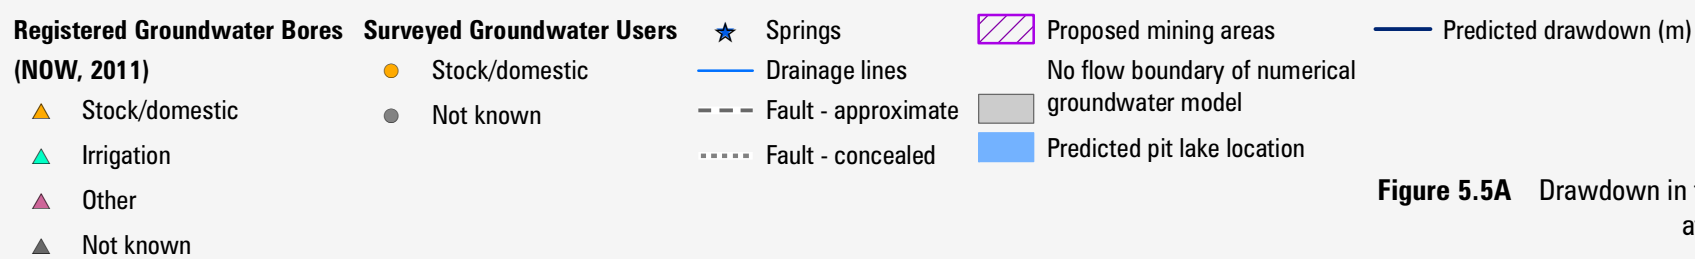 Registered Groundwater Bores
(NOW, 2011)
Stock/domestic
Irrigation
Other
Not known
Surveyed Groundwater Users
Stock/domestic
Not known
Springs
Drainage lines
Fault - approximate
Fault - concealed
Proposed mining areas
No flow boundary of numerical
groundwater model
Predicted pit lake location
Predicted drawdown (m)
Figure 5.5A Drawdown in